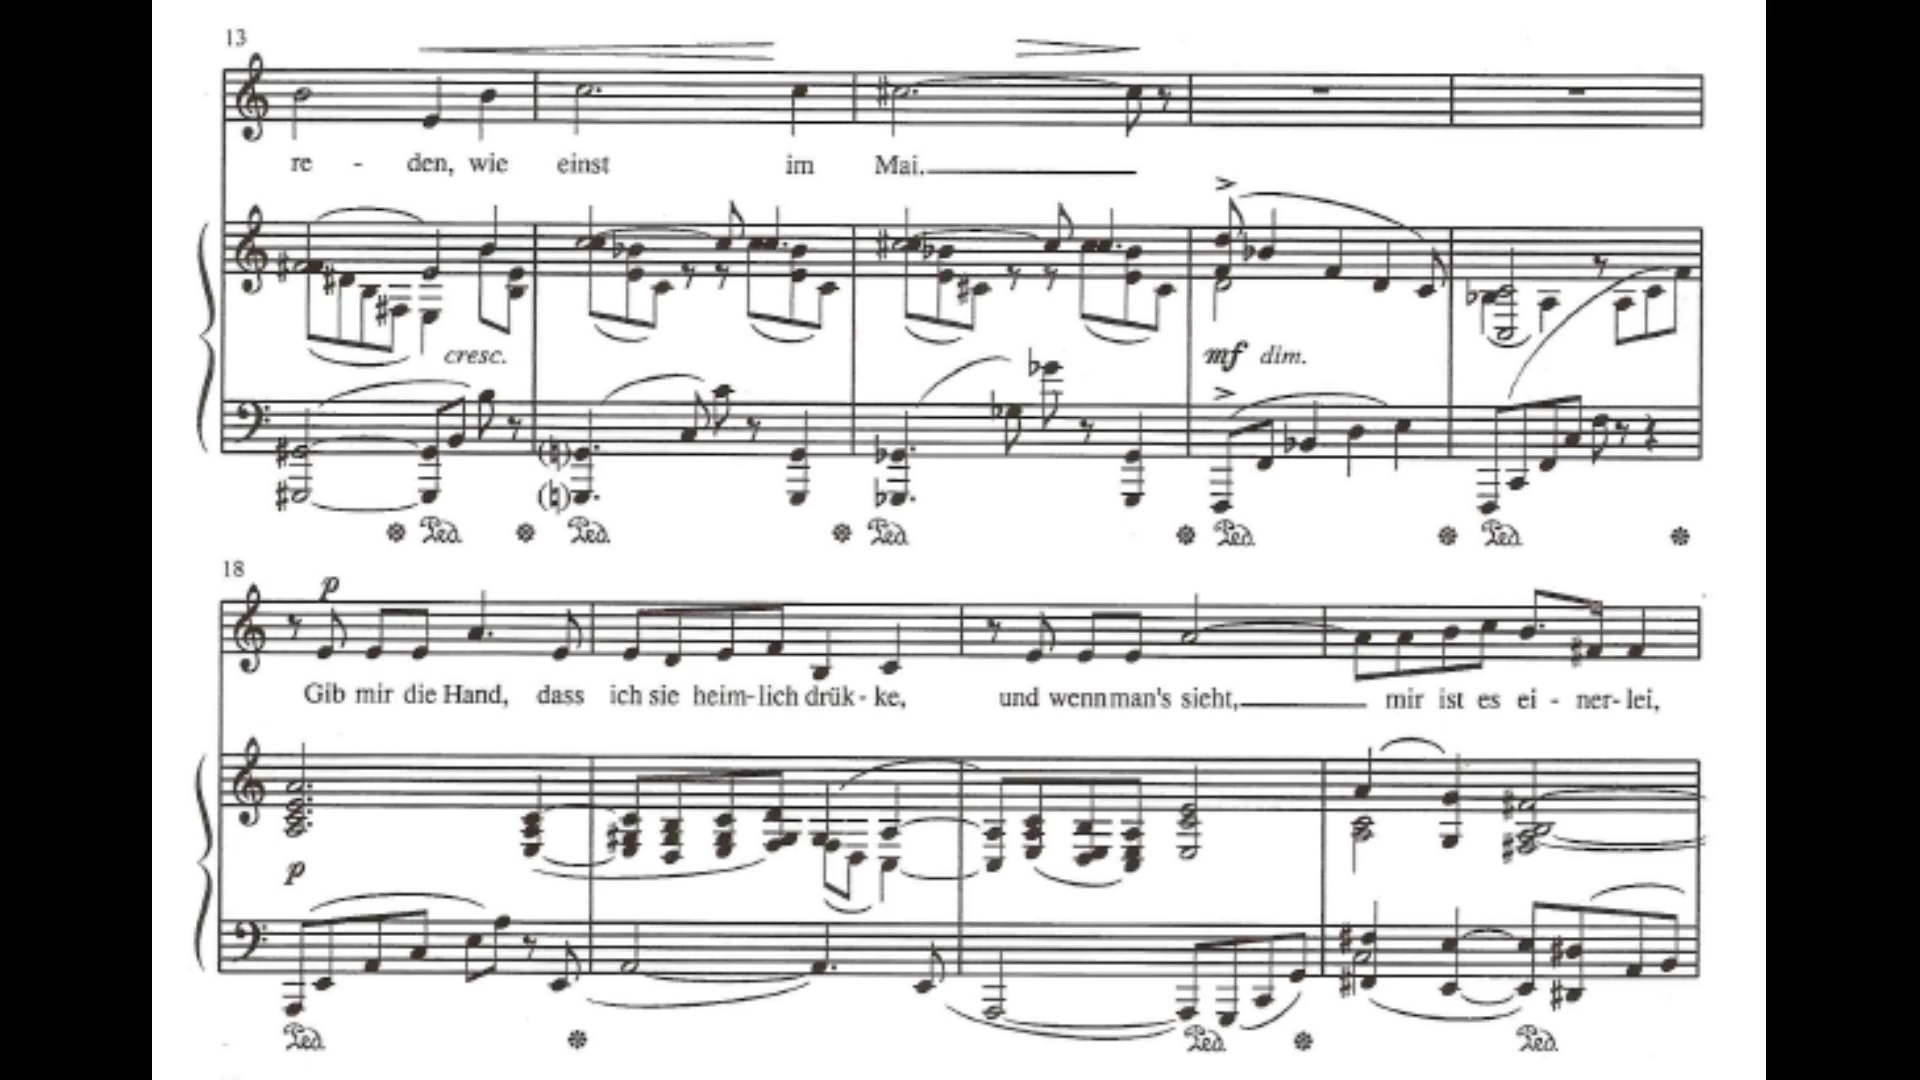 13
re - den, wie einst im Mai.
cresc.
mf dim.
Ped. Ped. Ped. Ped. Ped. Ped.
18
p
Gib mir die Hand, dass ich sie heim-lich drük-ke, und wenn man's sieht, mir ist es ei - ner-lei,
p
Ped. Ped. Ped.